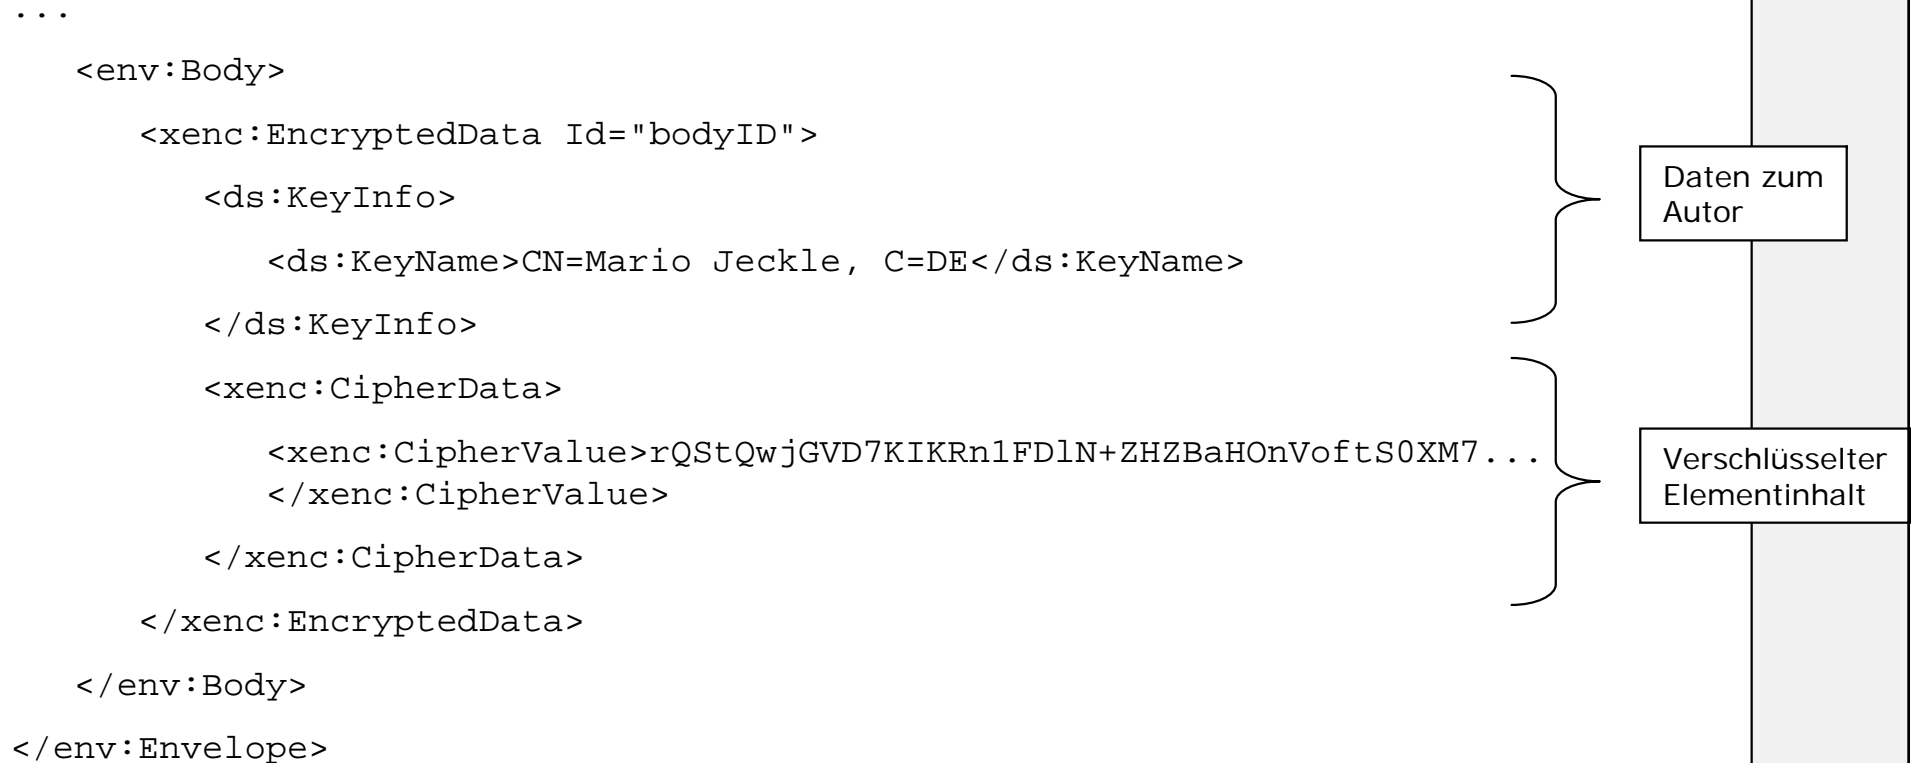 ...
<env:Body>
<xenc:EncryptedData Id="bodyID">
<ds:KeyInfo>
<ds:KeyName>CN=Mario Jeckle, C=DE</ds:KeyName>
</ds:KeyInfo>
<xenc:CipherData>
<xenc:CipherValue>rQStQwjGVD7KIKRn1FDlN+ZHZBaHOnVoftS0XM7...
</xenc:CipherValue>
</xenc:CipherData>
</xenc:EncryptedData>
</env:Body>
</env:Envelope>
Daten zum
Autor
Verschlüsselter
Elementinhalt